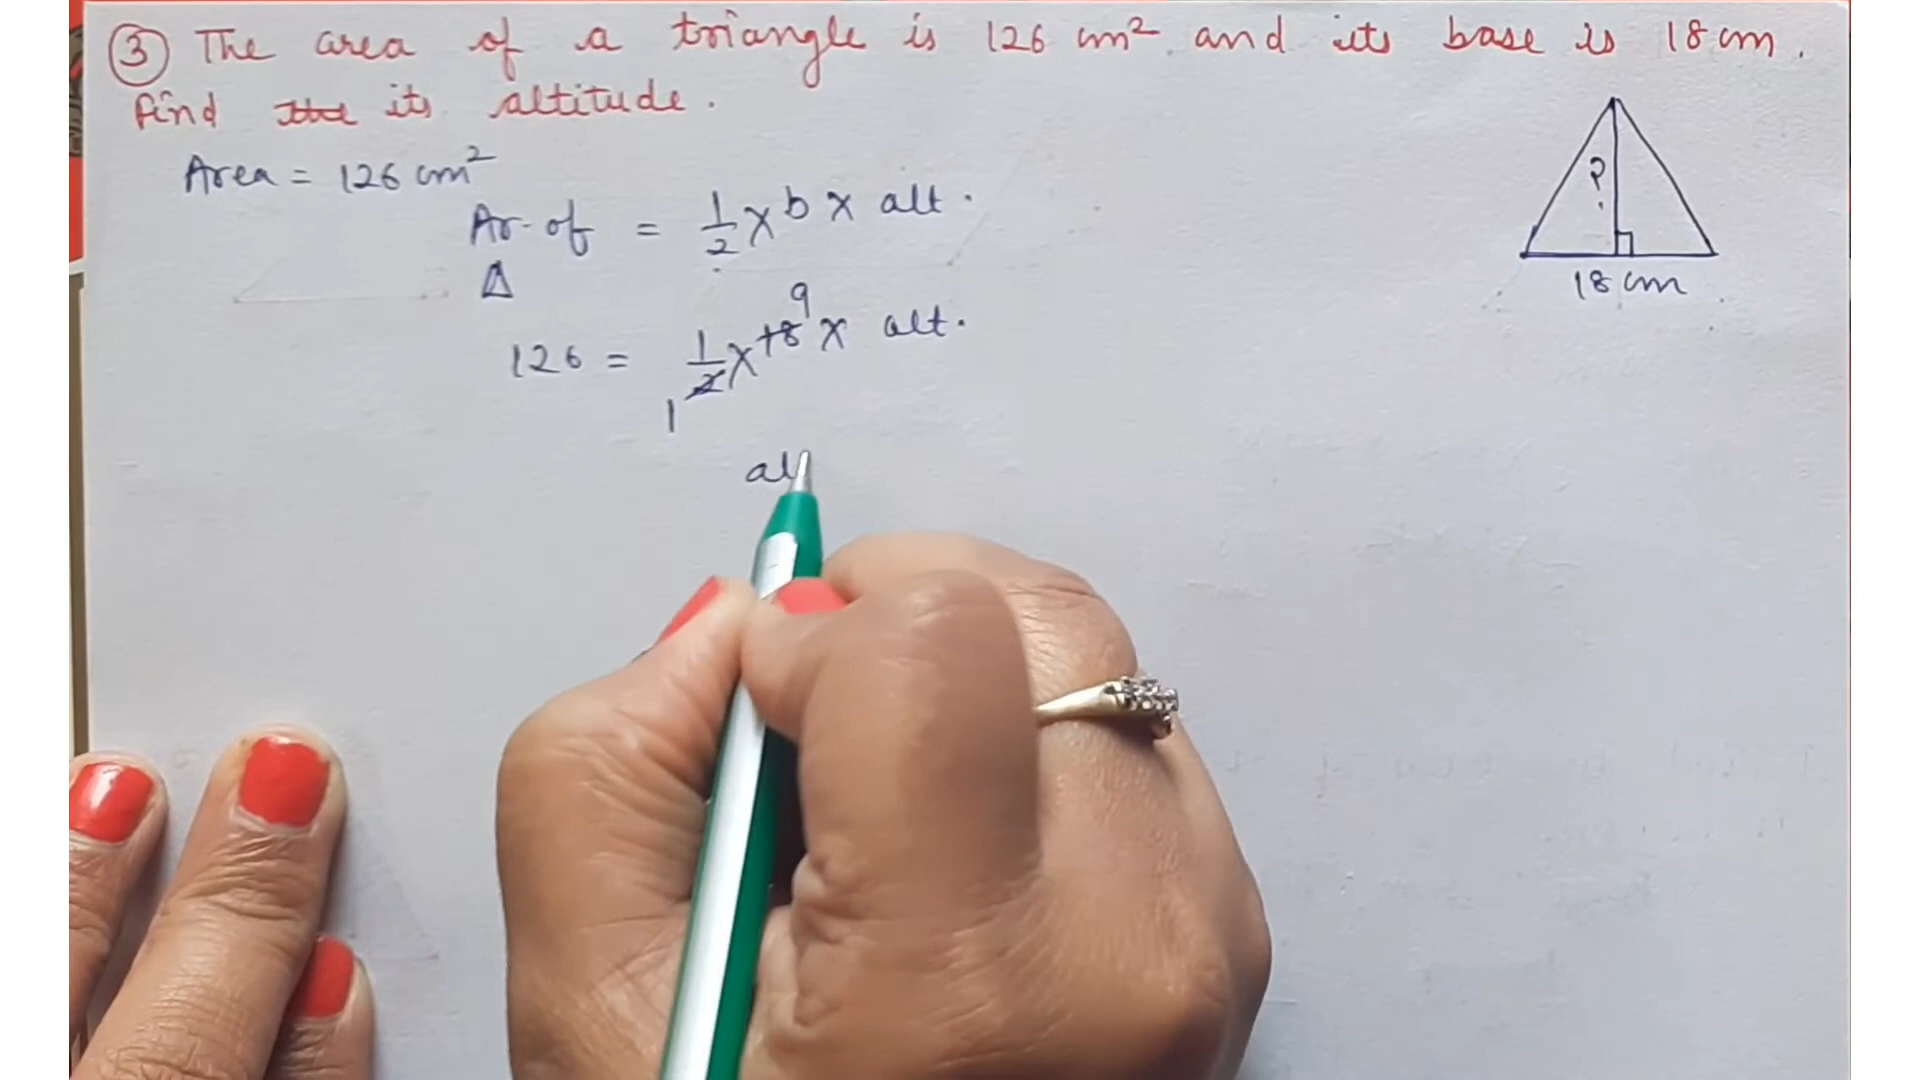 ③ The area of a triangle is 126 cm² and its base is 18 cm.
Find the its altitude.
Area = 126 cm²
Ar. of Δ = 1/2 x b x alt.
9
126 = 1/2 x 18 x alt.
1
al
?
18 cm